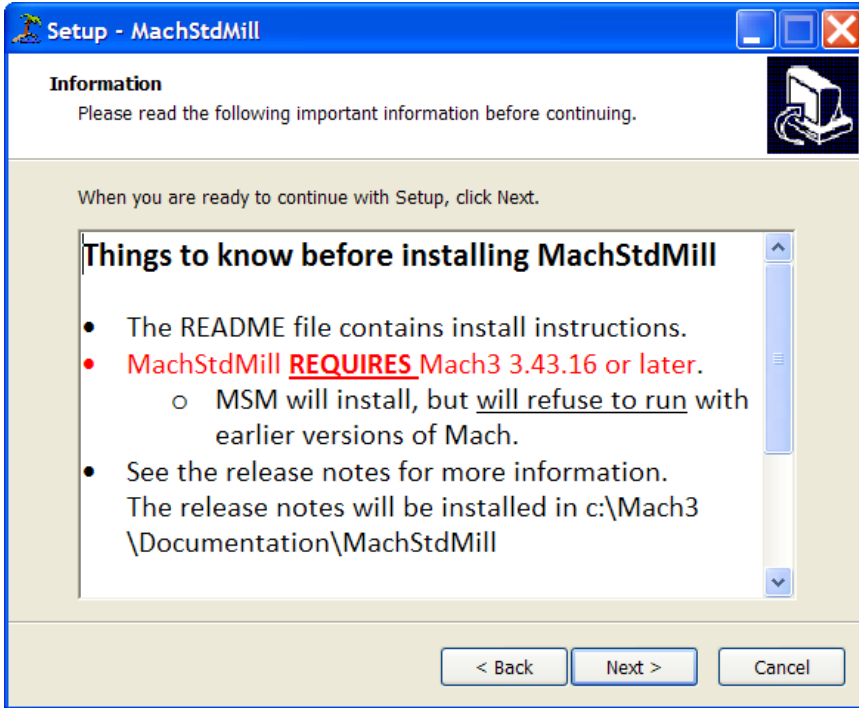 Setup - MachStdMill
Information
Please read the following important information before continuing.
When you are ready to continue with Setup, click Next.
Things to know before installing MachStdMill
• The README file contains install instructions.
• MachStdMill REQUIRES Mach3 3.43.16 or later.
o MSM will install, but will refuse to run with
earlier versions of Mach.
• See the release notes for more information.
The release notes will be installed in c:\Mach3
\Documentation\MachStdMill
< Back
Next >
Cancel